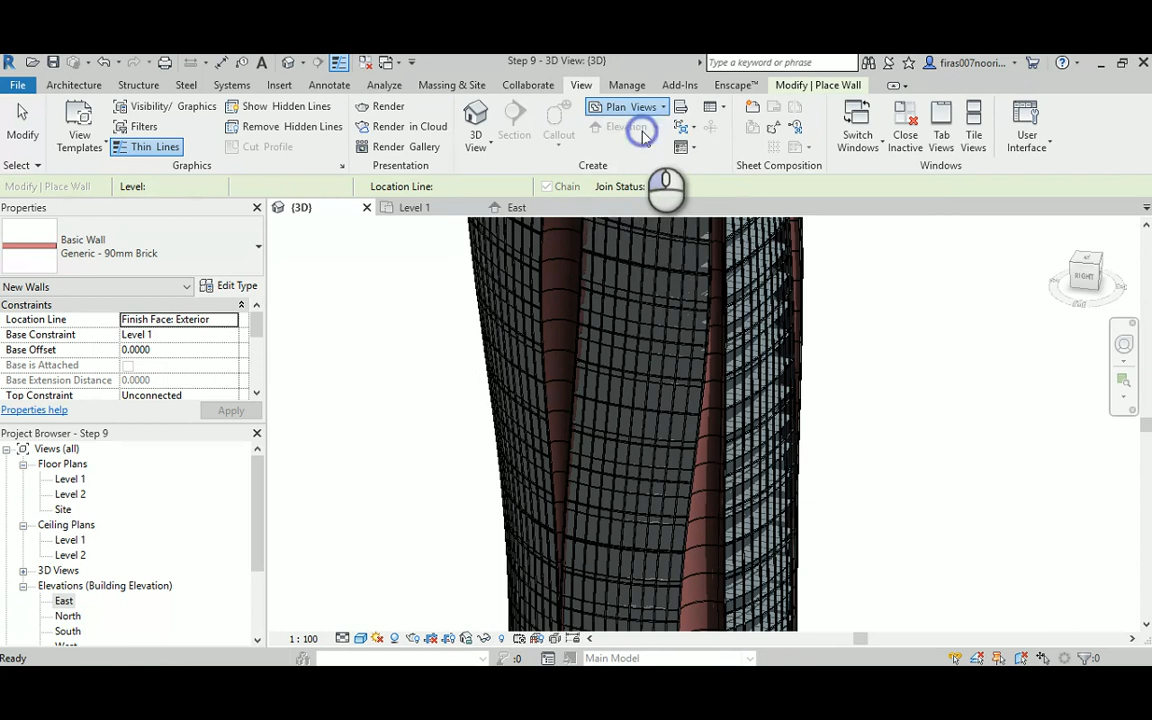 Step 9 - 3D View: {3D}
Type a keyword or phrase
firas007noori...
File
Architecture
Structure
Systems
Insert
Annotate
Analyze
Massing & Site
Collaborate
View
Manage
Add-Ins
Enscape™
Modify | Place Wall
Modify
View
Templates
Visibility/ Graphics
Filters
Thin Lines
Show Hidden Lines
Remove Hidden Lines
Cut Profile
Render
Render in Cloud
Render Gallery
3D
View
Section
Callout
Plan Views
Elevation
Switch
Windows
Close
Inactive
Tab
Views
Tile
Views
User
Interface
Select
Graphics
Presentation
Create
Sheet Composition
Windows
Modify | Place Wall
Level:
Location Line:
Chain
Join Status:
Properties
{3D}
Level 1
East
Basic Wall
Generic - 90mm Brick
New Walls
Edit Type
Constraints
Location Line
Finish Face: Exterior
Base Constraint
Level 1
Base Offset
0.0000
Base is Attached
Base Extension Distance
0.0000
Top Constraint
Unconnected
Properties help
Apply
RIGHT
Project Browser - Step 9
Views (all)
Floor Plans
Level 1
Level 2
Site
Ceiling Plans
Level 1
Level 2
3D Views
Elevations (Building Elevation)
East
North
South
West
1 : 100
Ready
:0
Main Model
:0